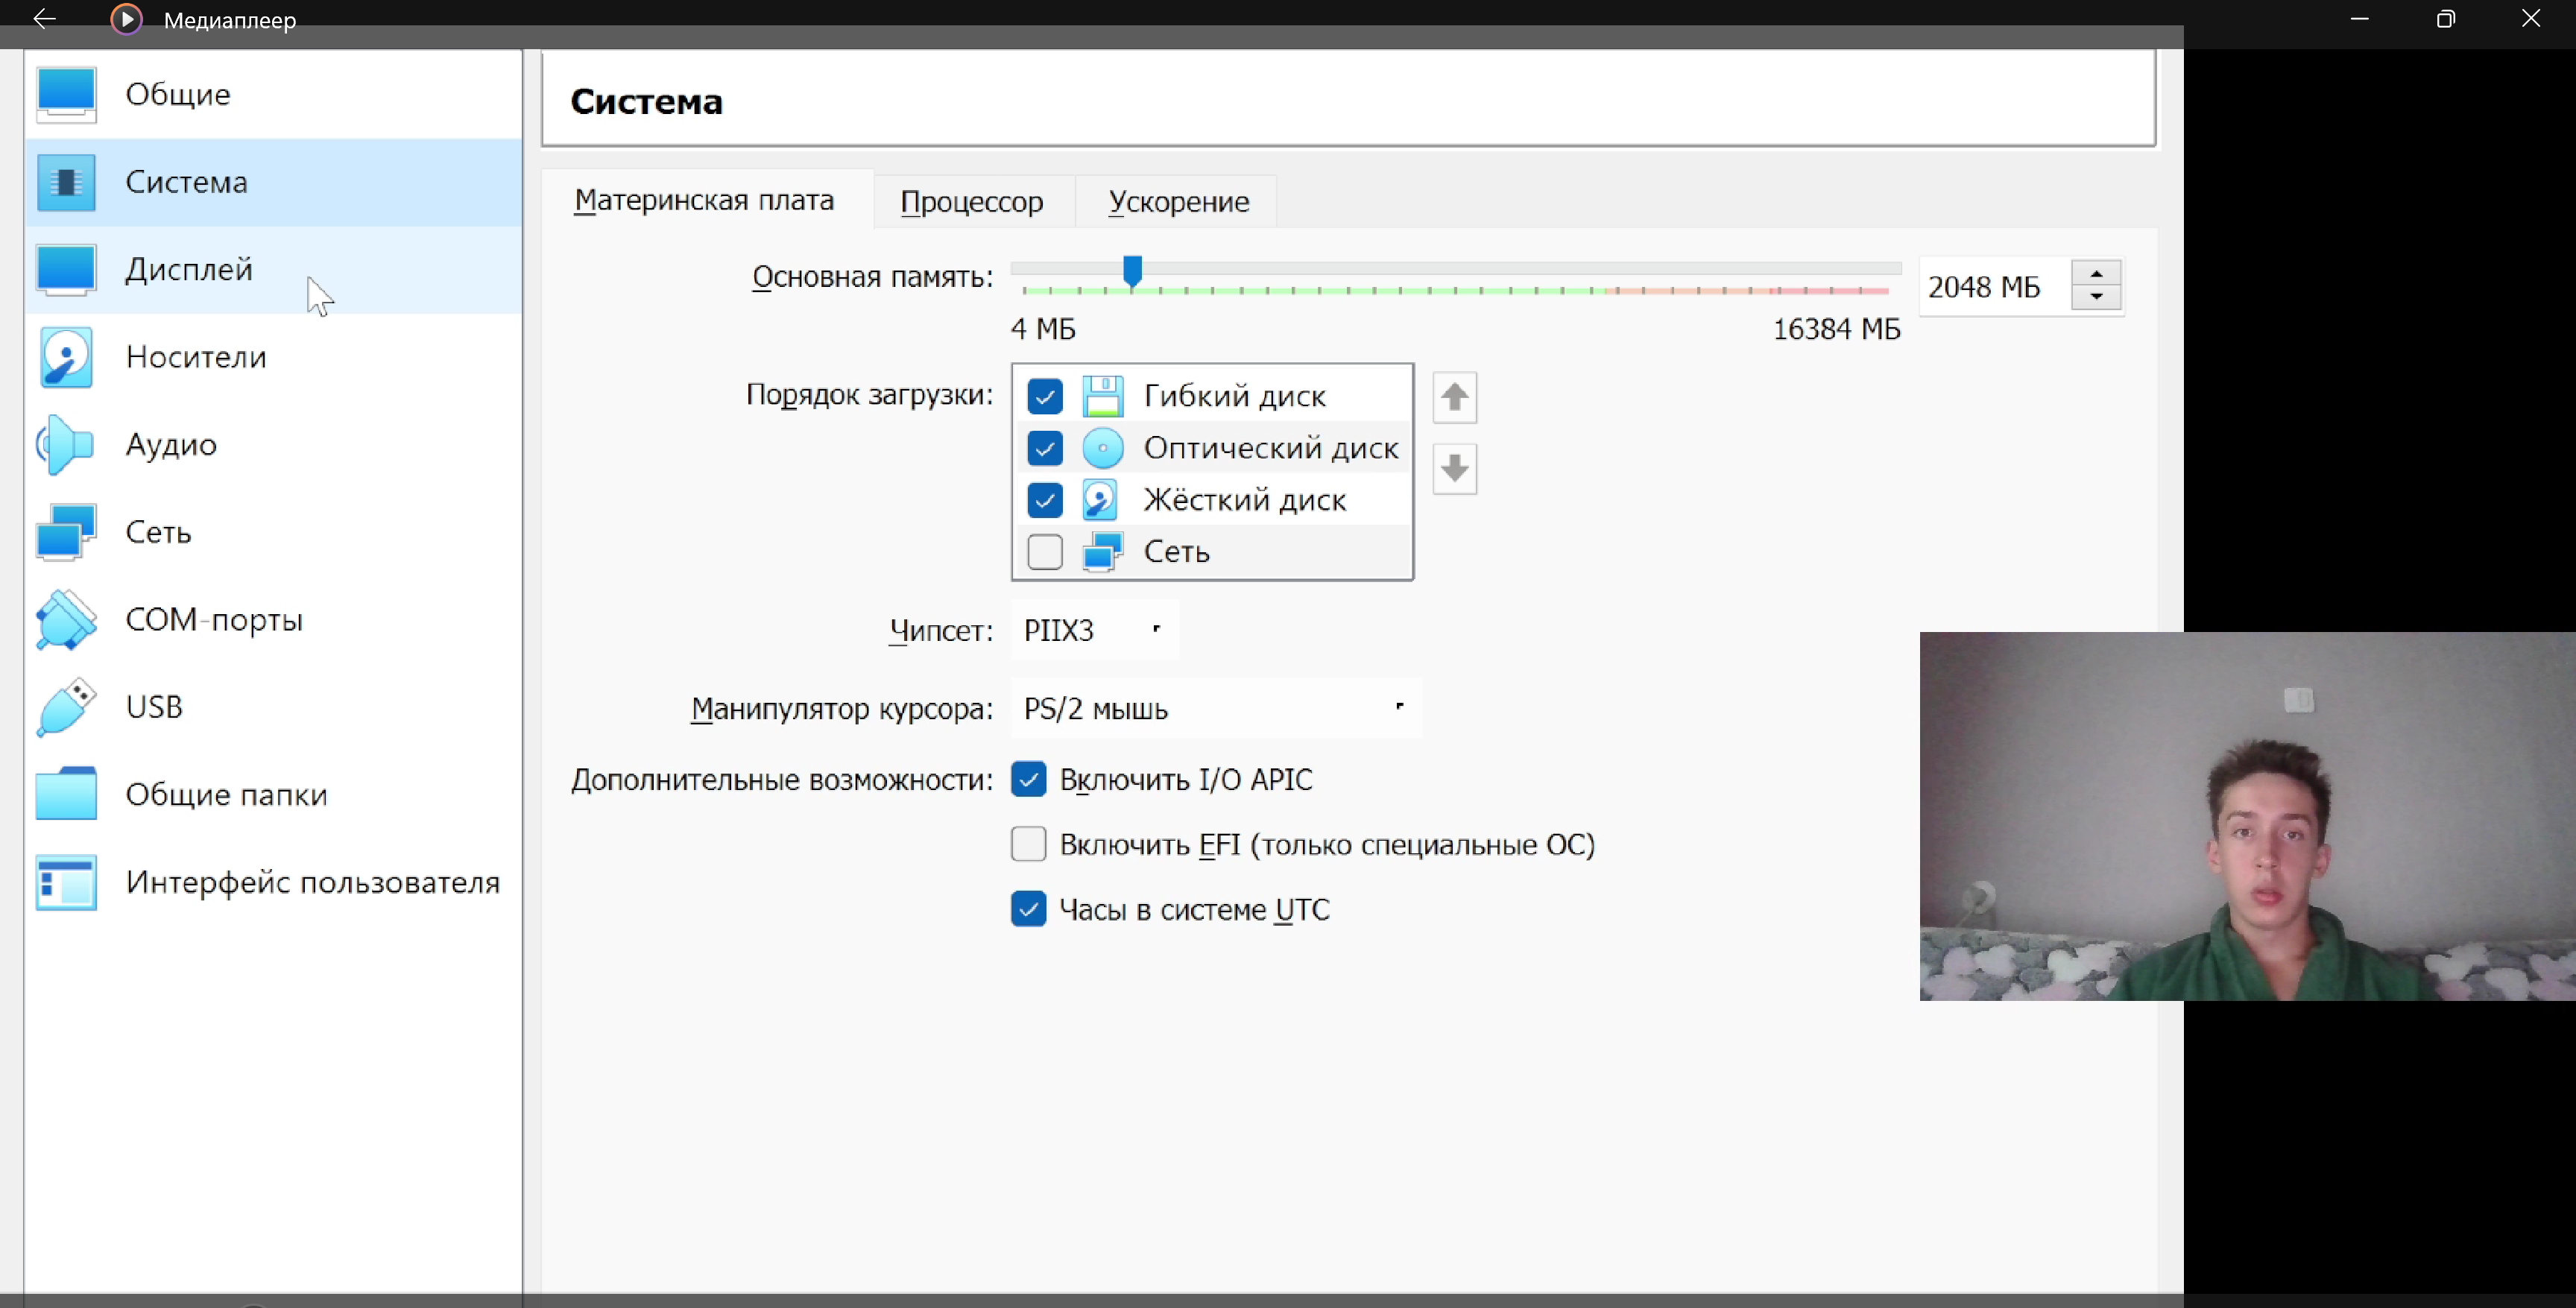 Медиаплеер
Общие
Система
Дисплей
Носители
Аудио
Сеть
COM-порты
USB
Общие папки
Интерфейс пользователя
Система
Материнская плата
Процессор
Ускорение
Основная память:
2048 МБ
4 МБ
16384 МБ
Порядок загрузки:
Гибкий диск
Оптический диск
Жёсткий диск
Сеть
Чипсет:
PIIX3
Манипулятор курсора:
PS/2 мышь
Дополнительные возможности:
Включить I/O APIC
Включить EFI (только специальные ОС)
Часы в системе UTC